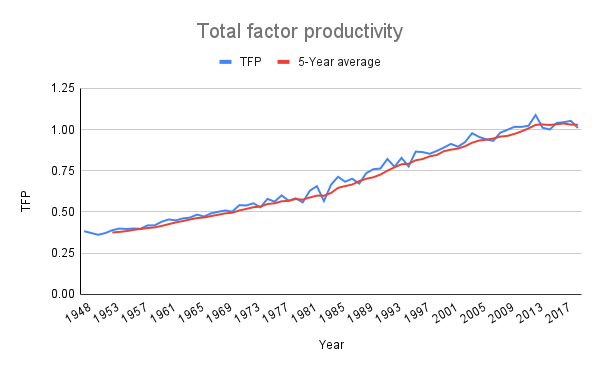 Total factor productivity
TFP 5-Year average
1.25
1.00
0.75
0.50
0.25
0.00
TFP
1948 1953 1957 1961 1965 1969 1973 1977 1981 1985 1989 1993 1997 2001 2005 2009 2013 2017
Year